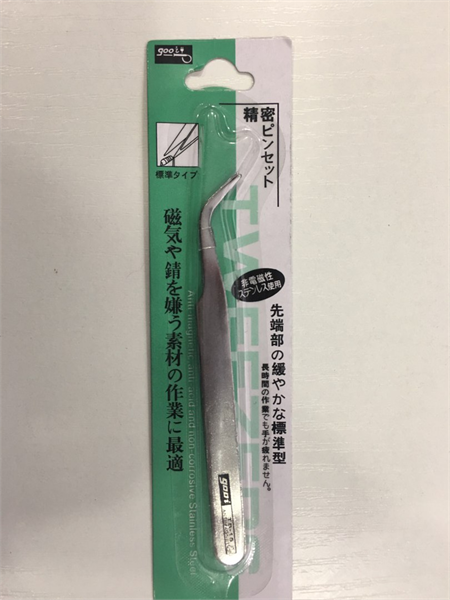 goot
精密ピンセット
標準タイプ
TWEEZERS
磁気や錆を嫌う素材の作業に最適
Anti-magnetic, anti-acid and non-corrosive Stainless Steel
非電磁性
ステンレス使用
先端部の緩やかな標準型
長時間の作業でも手が疲れません。
goot